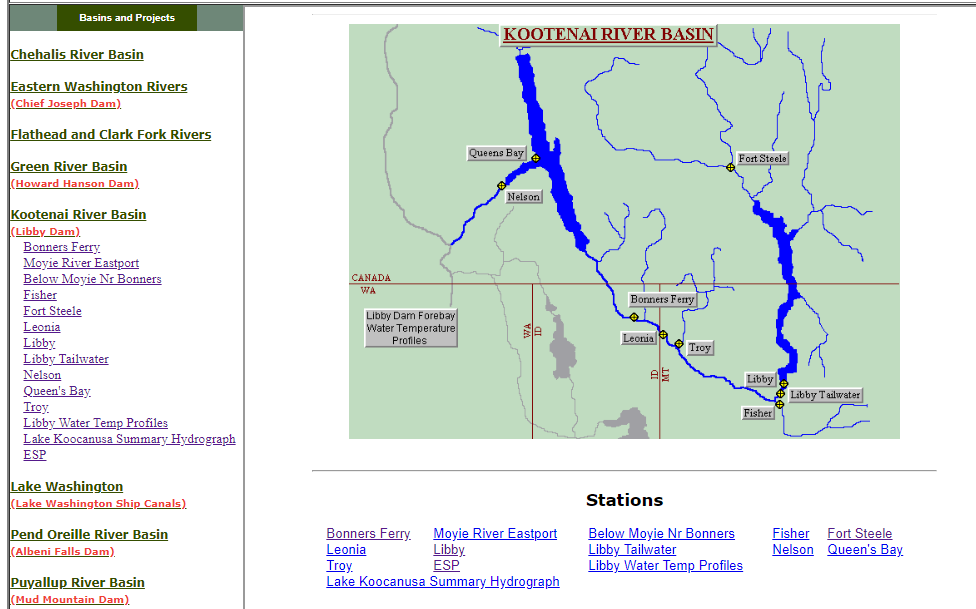 Basins and Projects
Chehalis River Basin
Eastern Washington Rivers
(Chief Joseph Dam)
Flathead and Clark Fork Rivers
Green River Basin
(Howard Hanson Dam)
Kootenai River Basin
(Libby Dam)
Bonners Ferry
Moyie River Eastport
Below Moyie Nr Bonners
Fisher
Fort Steele
Leonia
Libby
Libby Tailwater
Nelson
Queen's Bay
Troy
Libby Water Temp Profiles
Lake Koocanusa Summary Hydrograph
ESP
Lake Washington
(Lake Washington Ship Canals)
Pend Oreille River Basin
(Albeni Falls Dam)
Puyallup River Basin
(Mud Mountain Dam)
KOOTENAI RIVER BASIN
Queens Bay
Fort Steele
Nelson
CANADA
WA
Bonners Ferry
Libby Dam Forebay
Water Temperature
Profiles
WA
ID
Leonia
Troy
ID
MT
Libby
Libby Tailwater
Fisher
Stations
Bonners Ferry Moyie River Eastport Below Moyie Nr Bonners Fisher Fort Steele
Leonia Libby Libby Tailwater Nelson Queen's Bay
Troy ESP Libby Water Temp Profiles
Lake Koocanusa Summary Hydrograph